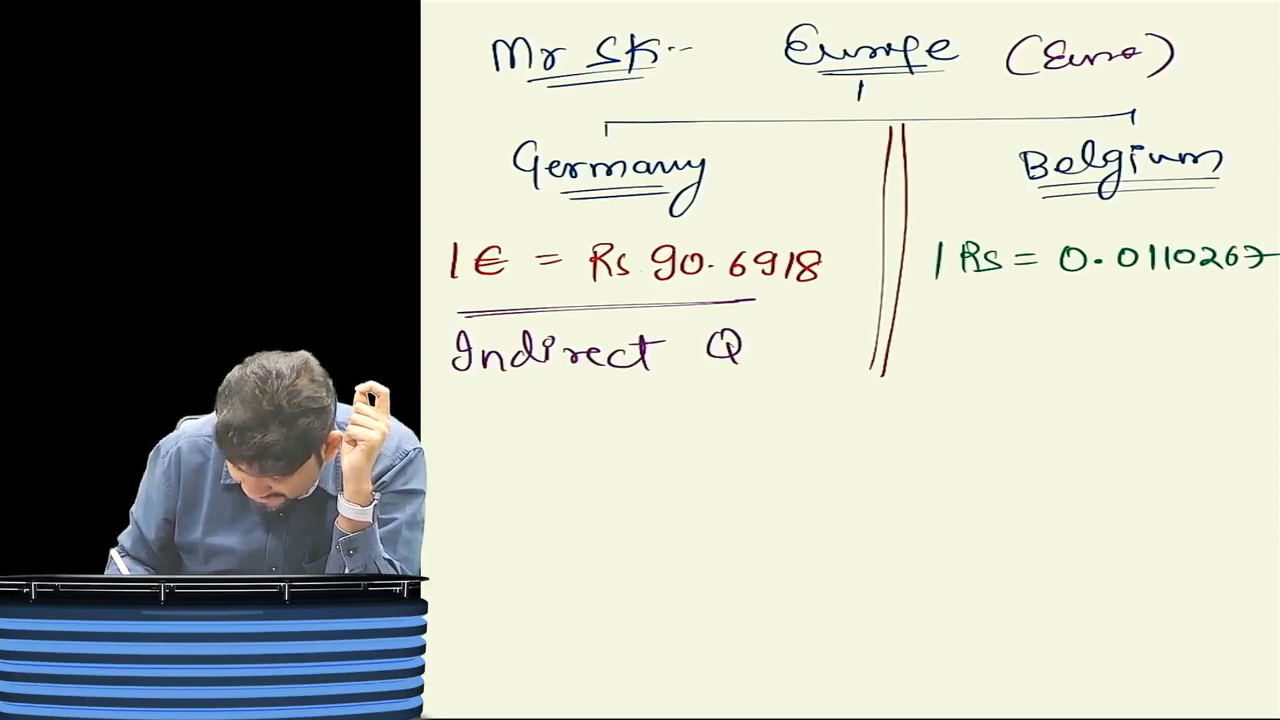 Mr SK-- Europe (Euro)
Germany
Belgium
1 € = Rs 90.6918
1 Rs = 0.0110267
Indirect Q